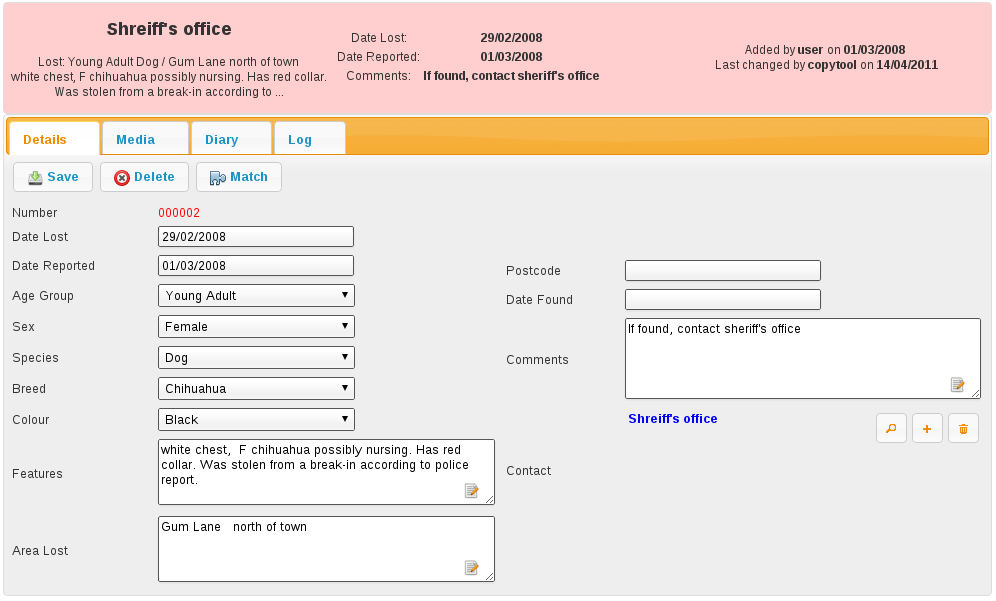 Shreiff's office
Lost: Young Adult Dog / Gum Lane north of town
white chest, F chihuahua possibly nursing. Has red collar.
Was stolen from a break-in according to ...
Date Lost: 29/02/2008
Date Reported: 01/03/2008
Comments: If found, contact sheriff's office
Added by user on 01/03/2008
Last changed by copytool on 14/04/2011
Details Media Diary Log
Save Delete Match
Number 000002
Date Lost 29/02/2008
Date Reported 01/03/2008
Age Group Young Adult
Sex Female
Species Dog
Breed Chihuahua
Colour Black
Features
white chest,  F chihuahua possibly nursing. Has red
collar. Was stolen from a break-in according to police
report.
Area Lost
Gum Lane   north of town
Postcode
Date Found
Comments
If found, contact sheriff's office
Shreiff's office
Contact